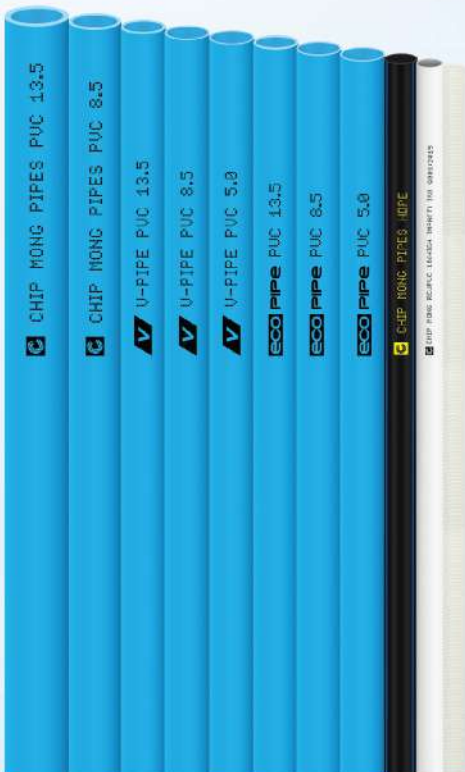 CHIP MONG PIPES PVC 13.5
CHIP MONG PIPES PVC 8.5
V-PIPE PVC 13.5
V-PIPE PVC 8.5
V-PIPE PVC 5.0
eco PIPE PVC 13.5
eco PIPE PVC 8.5
eco PIPE PVC 5.0
CHIP MONG PIPES HDPE
CHIP MONG